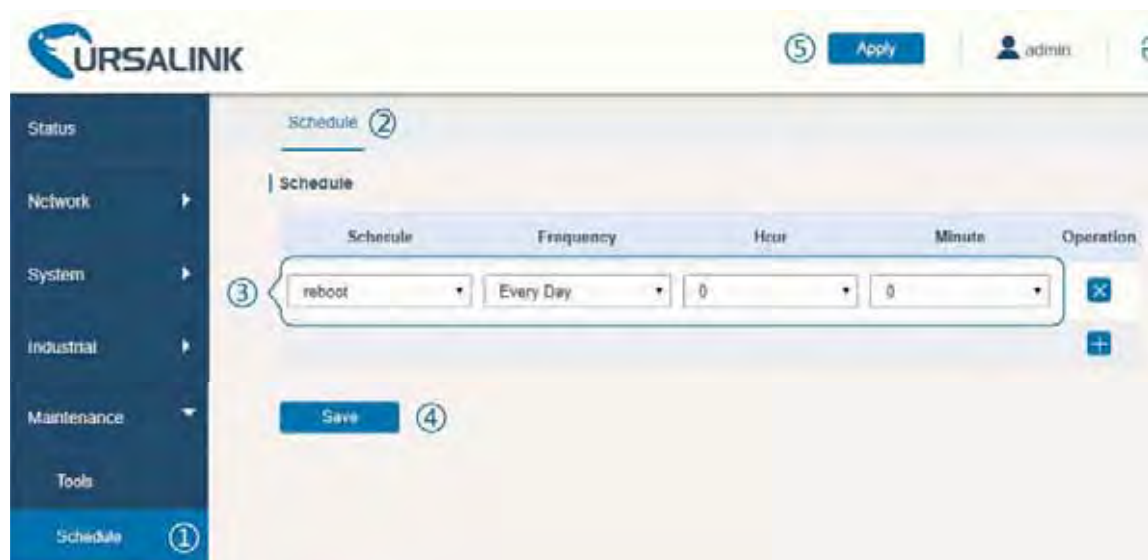 URSALINK
⑤ Apply admin
Status
Schedule ②
Network
Schedule
Schedule Frequency Hour Minute Operation
System
③ reboot Every Day 0 0
Industrial
Maintenance
Save ④
Tools
Schedule ①